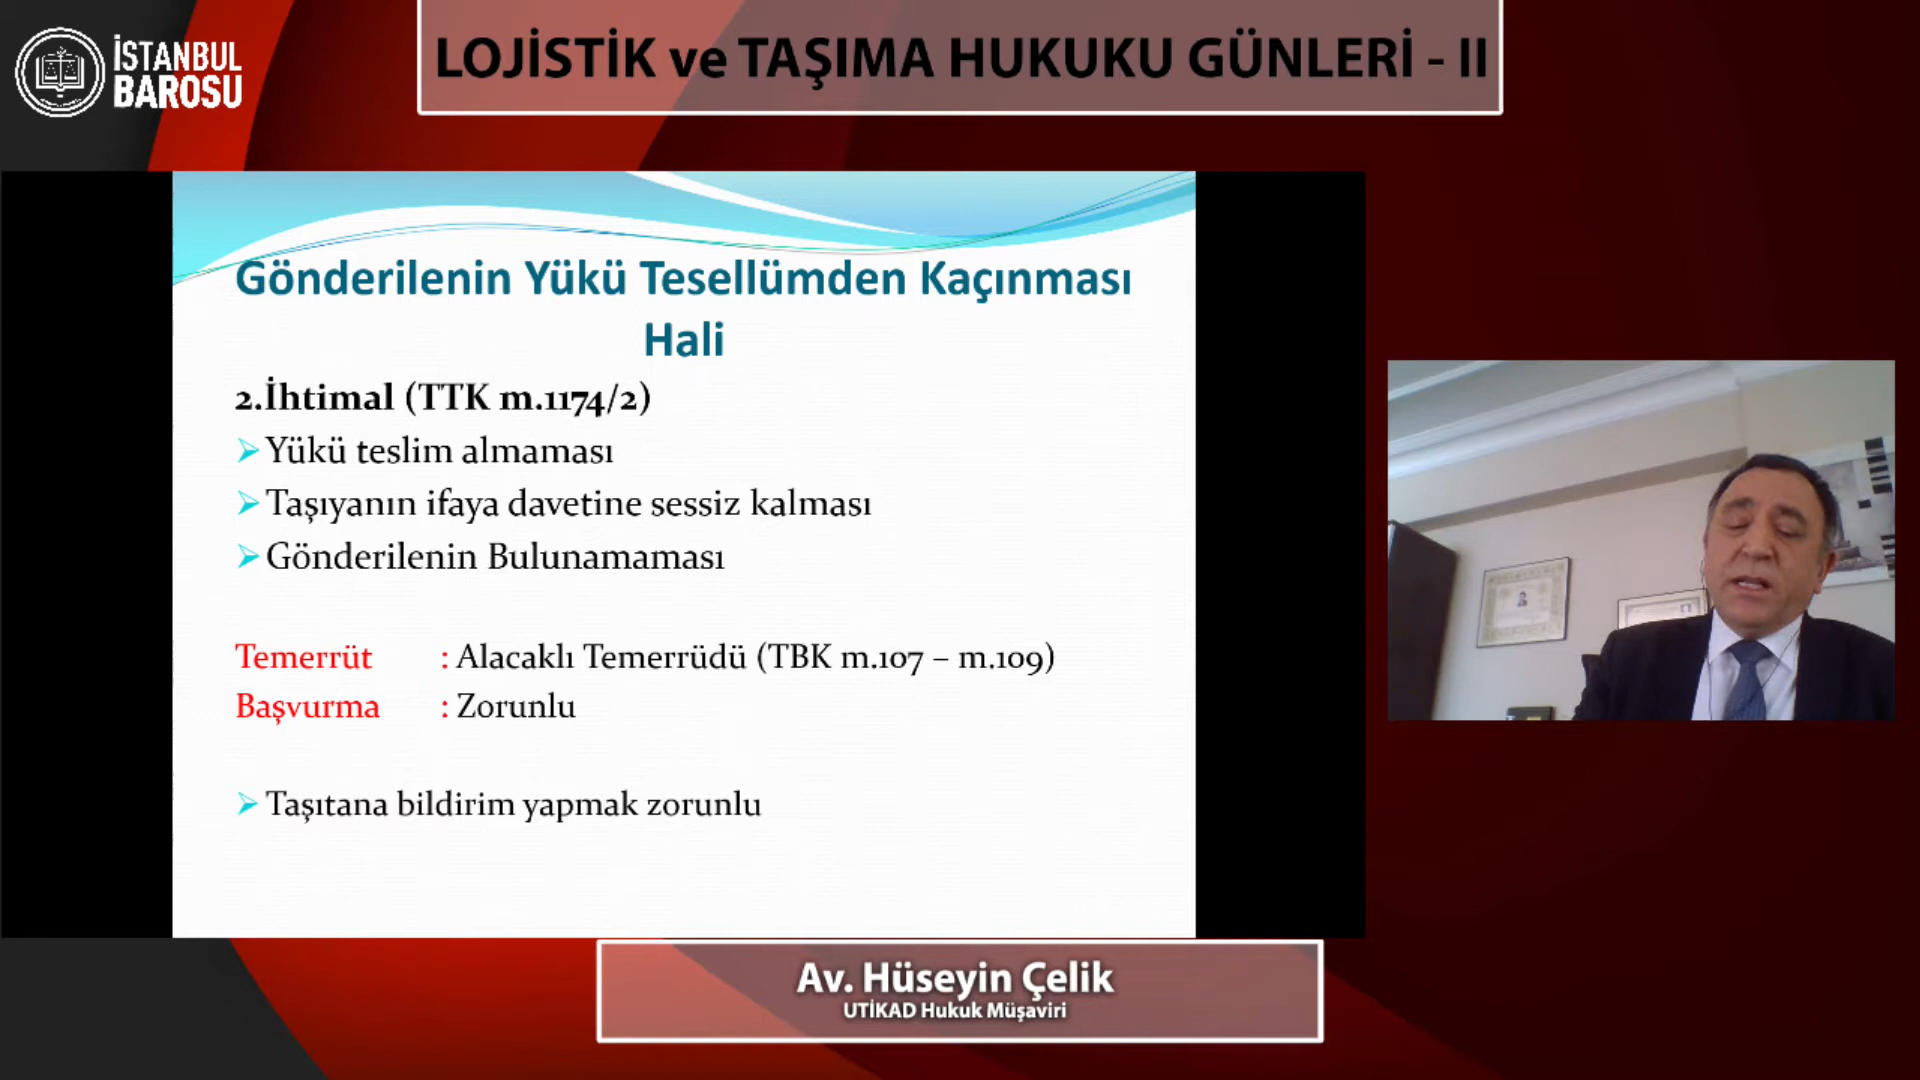 İSTANBUL
BAROSU
LOJİSTİK ve TAŞIMA HUKUKU GÜNLERİ - II
Gönderilenin Yükü Tesellümden Kaçınması
Hali
2.İhtimal (TTK m.1174/2)
Yükü teslim almaması
Taşıyanın ifaya davetine sessiz kalması
Gönderilenin Bulunamaması
Temerrüt : Alacaklı Temerrüdü (TBK m.107 – m.109)
Başvurma : Zorunlu
Taşıtana bildirim yapmak zorunlu
Av. Hüseyin Çelik
UTİKAD Hukuk Müşaviri